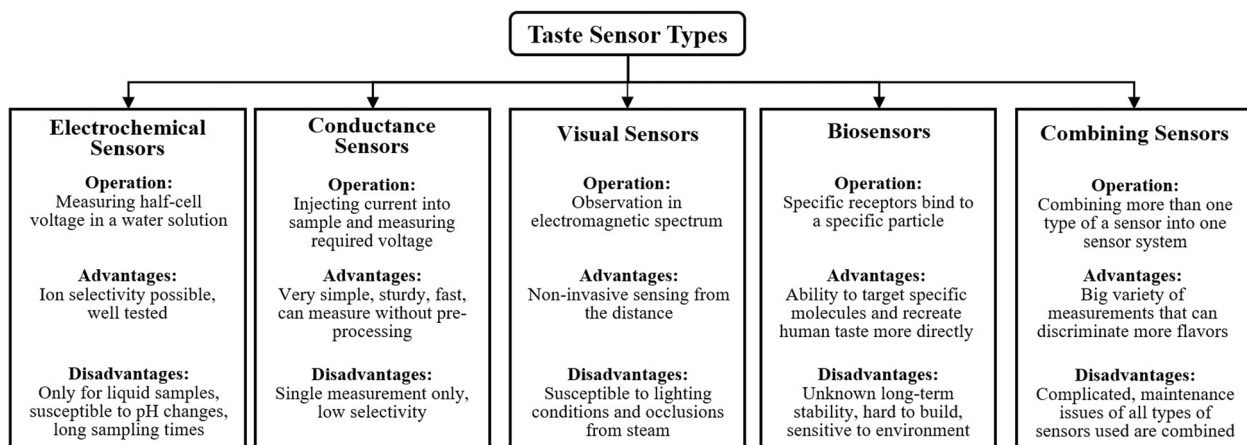 Taste Sensor Types
Electrochemical
Sensors
Operation:
Measuring half-cell
voltage in a water solution
Advantages:
Ion selectivity possible,
well tested
Disadvantages:
Only for liquid samples,
susceptible to pH changes,
long sampling times
Conductance
Sensors
Operation:
Injecting current into
sample and measuring
required voltage
Advantages:
Very simple, sturdy, fast,
can measure without pre-
processing
Disadvantages:
Single measurement only,
low selectivity
Visual Sensors
Operation:
Observation in
electromagnetic spectrum
Advantages:
Non-invasive sensing from
the distance
Disadvantages:
Susceptible to lighting
conditions and occlusions
from steam
Biosensors
Operation:
Specific receptors bind to
a specific particle
Advantages:
Ability to target specific
molecules and recreate
human taste more directly
Disadvantages:
Unknown long-term
stability, hard to build,
sensitive to environment
Combining Sensors
Operation:
Combining more than one
type of a sensor into one
sensor system
Advantages:
Big variety of
measurements that can
discriminate more flavors
Disadvantages:
Complicated, maintenance
issues of all types of
sensors used are combined